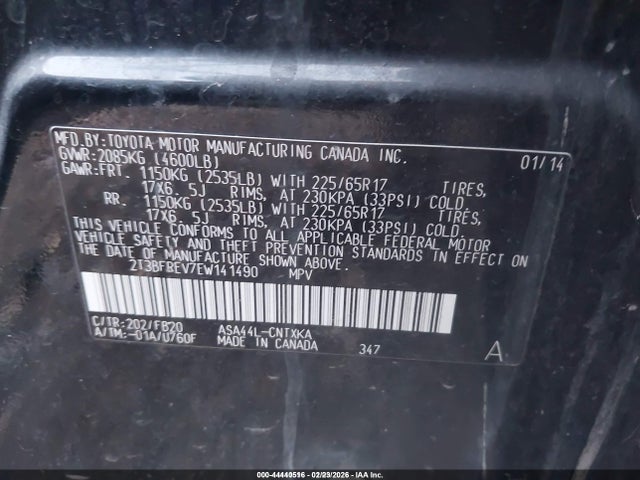 MFD.BY:TOYOTA MOTOR MANUFACTURING CANADA INC. 01/14
GVWR:2085KG (4600LB)
GAWR:FRT. 1150KG (2535LB) WITH 225/65R17 TIRES,
17X6.5J RIMS, AT 230KPA (33PSI) COLD.
RR. 1150KG (2535LB) WITH 225/65R17 TIRES,
17X6.5J RIMS, AT 230KPA (33PSI) COLD.
THIS VEHICLE CONFORMS TO ALL APPLICABLE FEDERAL MOTOR
VEHICLE SAFETY AND THEFT PREVENTION STANDARDS IN EFFECT ON
THE DATE OF MANUFACTURE SHOWN ABOVE.
2T3BFREV7EW141490 MPV
C/TR:202/FB20 ASA44L-CNTXKA
A/TM:-01A/U760F MADE IN CANADA 347 A
000-44440516 - 02/23/2026 - IAA Inc.